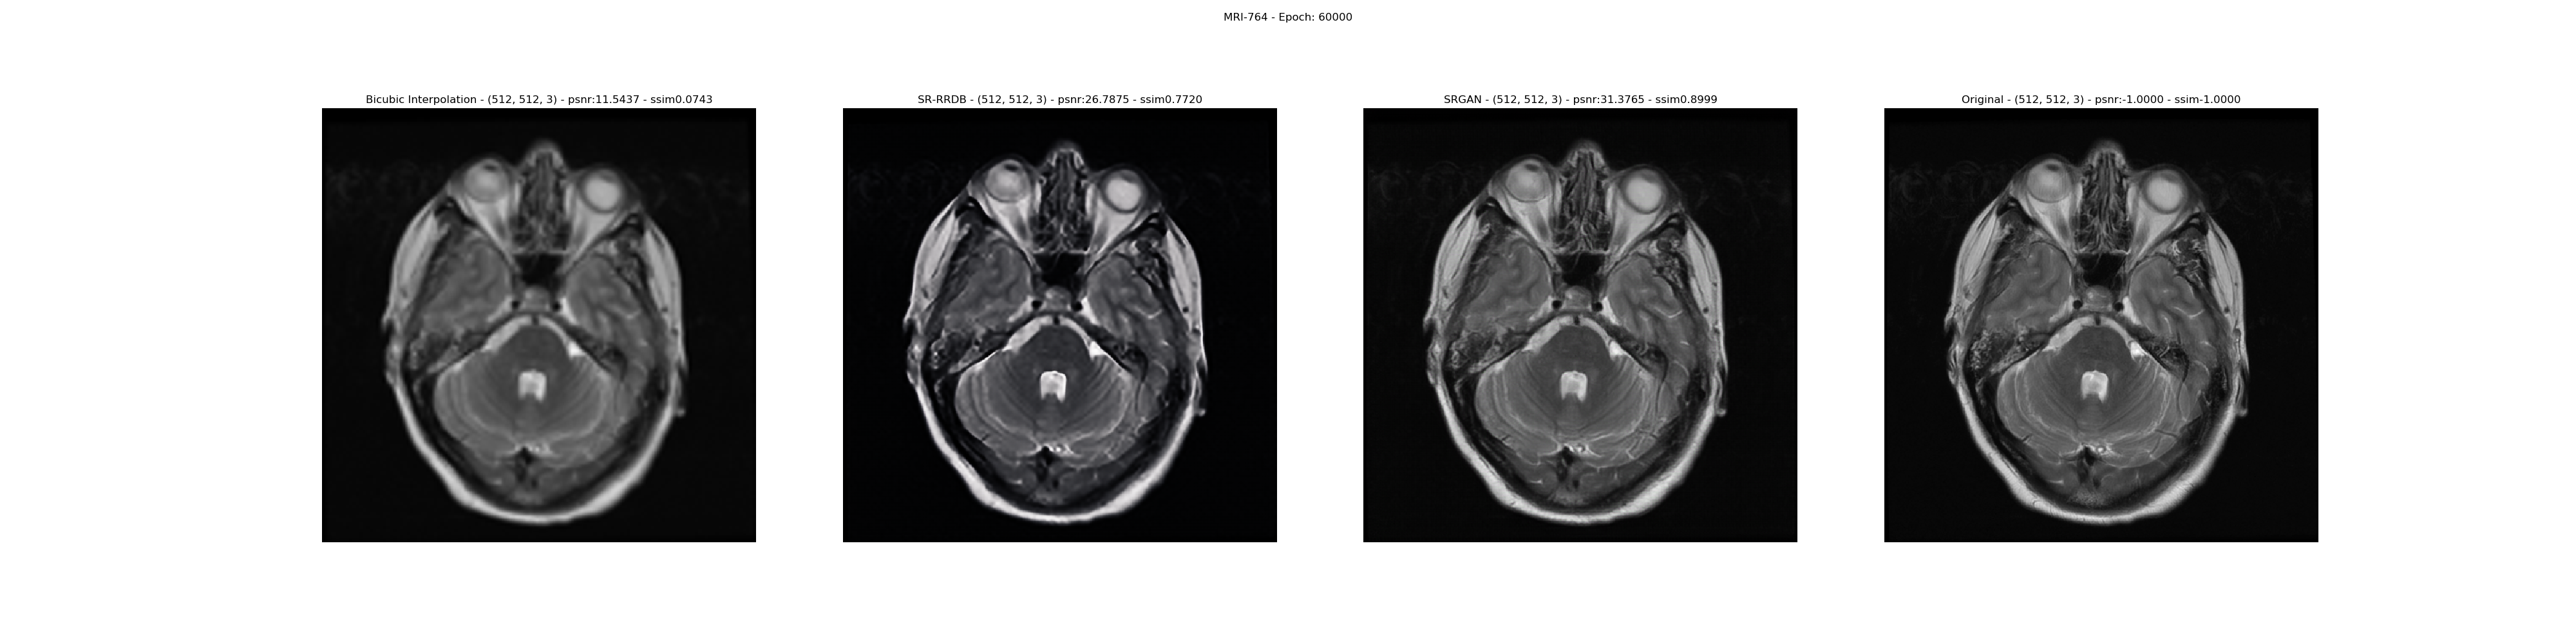 MRI-764 - Epoch: 60000
Bicubic Interpolation - (512, 512, 3) - psnr:11.5437 - ssim0.0743
SR-RRDB - (512, 512, 3) - psnr:26.7875 - ssim0.7720
SRGAN - (512, 512, 3) - psnr:31.3765 - ssim0.8999
Original - (512, 512, 3) - psnr:-1.0000 - ssim-1.0000